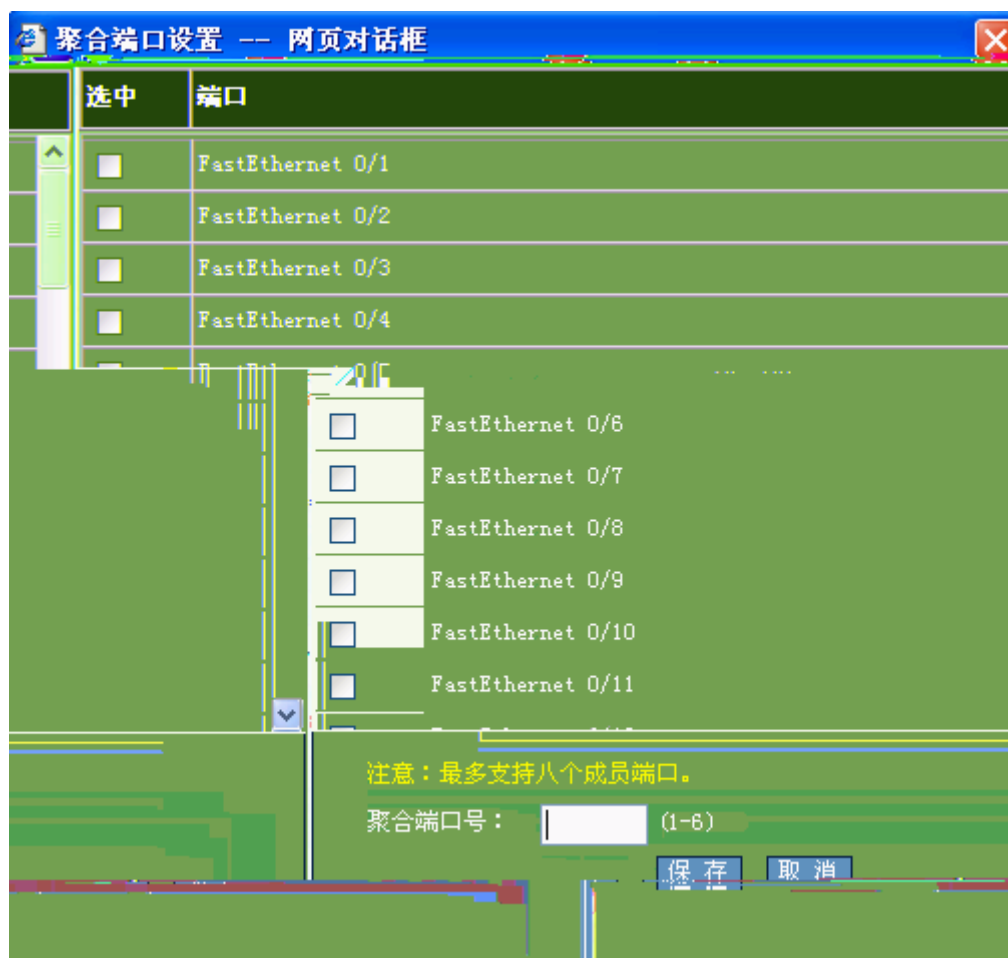 聚合端口设置 -- 网页对话框
选中 端口
FastEthernet 0/1
FastEthernet 0/2
FastEthernet 0/3
FastEthernet 0/4
FastEthernet 0/6
FastEthernet 0/7
FastEthernet 0/8
FastEthernet 0/9
FastEthernet 0/10
FastEthernet 0/11
注意：最多支持八个成员端口。
聚合端口号： (1-6)
保存 取消